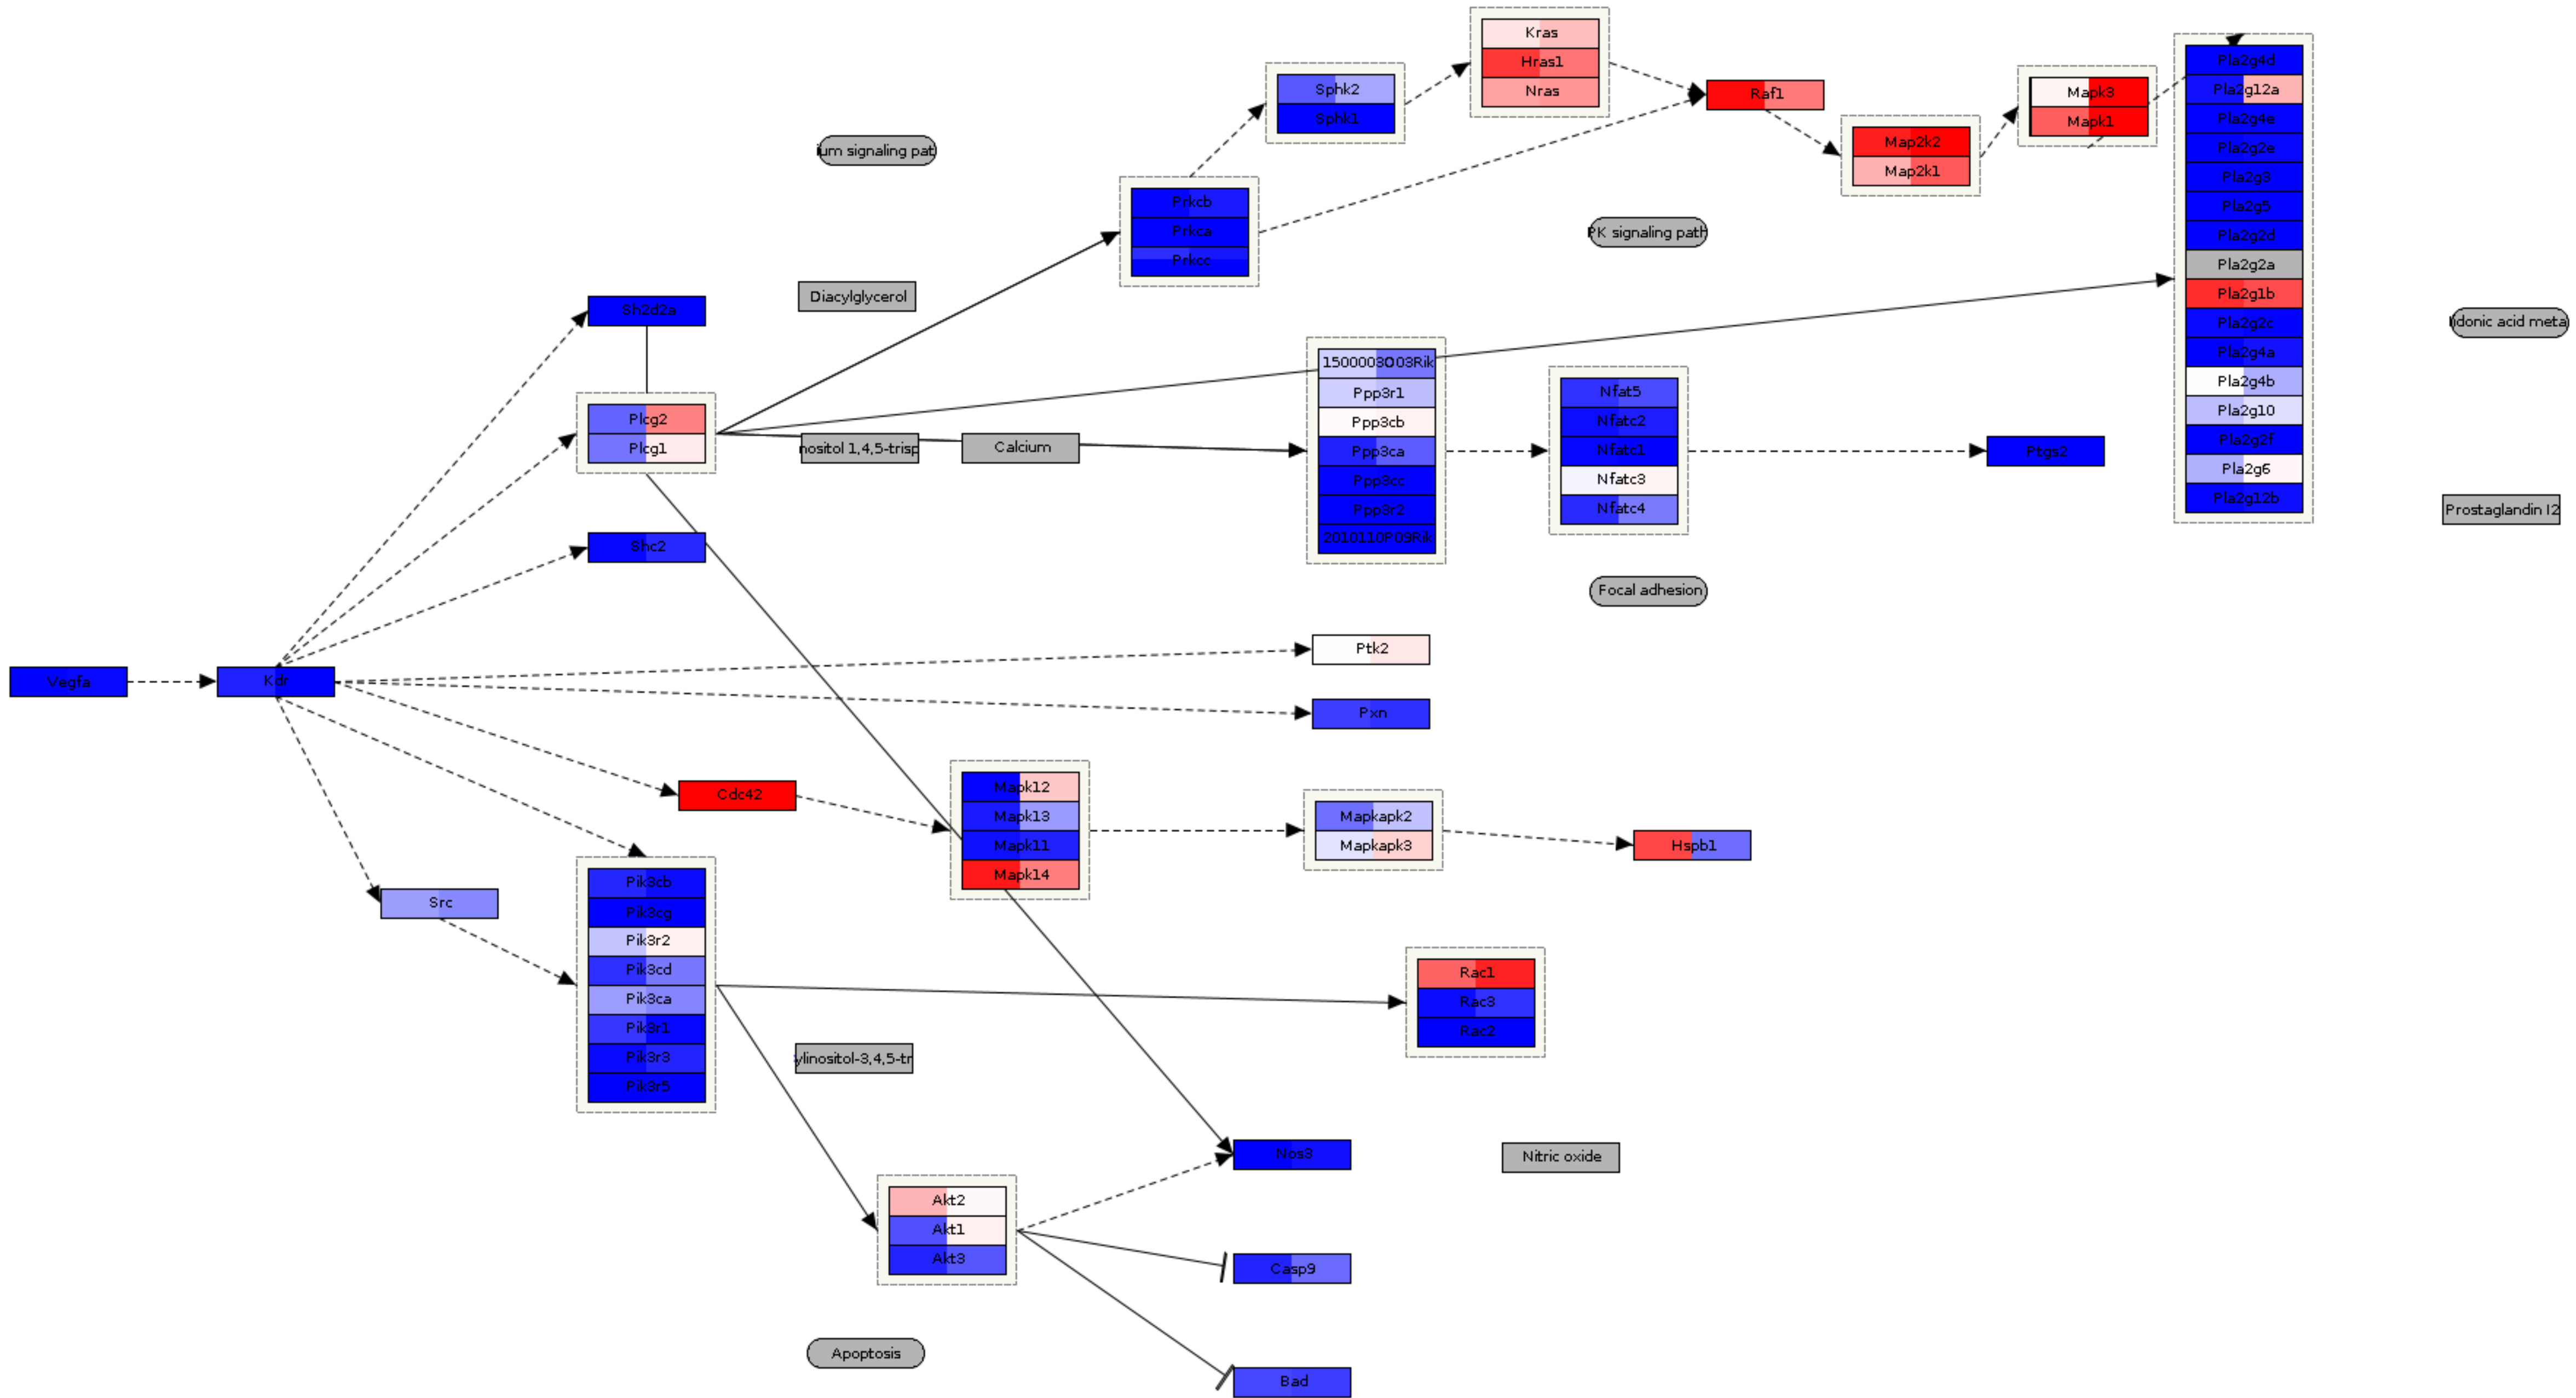 Kras
Hras1
Nras
Sphk2
Sphk1
Raf1
Mapk3
Mapk1
Map2k2
Map2k1
Pla2g4d
Pla2g12a
Pla2g4e
Pla2g2e
Pla2g3
Pla2g5
Pla2g2d
Pla2g2a
Pla2g1b
Pla2g2c
Pla2g4a
Pla2g4b
Pla2g10
Pla2g2f
Pla2g6
Pla2g12b
ium signaling pat
Prkcb
Prkca
Prkcc
PK signaling path
Diacylglycerol
Sh2d2a
idonic acid meta
Plcg2
Plcg1
nositol 1,4,5-trisp
Calcium
1500003O03Rik
Ppp3r1
Ppp3cb
Ppp3ca
Ppp3cc
Ppp3r2
2010110P09Rik
Nfat5
Nfatc2
Nfatc1
Nfatc3
Nfatc4
Ptgs2
Prostaglandin I2
Shc2
Focal adhesion
Ptk2
Vegfa
Kdr
Pxn
Cdc42
Mapk12
Mapk13
Mapk11
Mapk14
Mapkapk2
Mapkapk3
Hspb1
Src
Pik3cb
Pik3cg
Pik3r2
Pik3cd
Pik3ca
Pik3r1
Pik3r3
Pik3r5
Rac1
Rac3
Rac2
ylinositol-3,4,5-tr
Nos3
Nitric oxide
Akt2
Akt1
Akt3
Casp9
Apoptosis
Bad